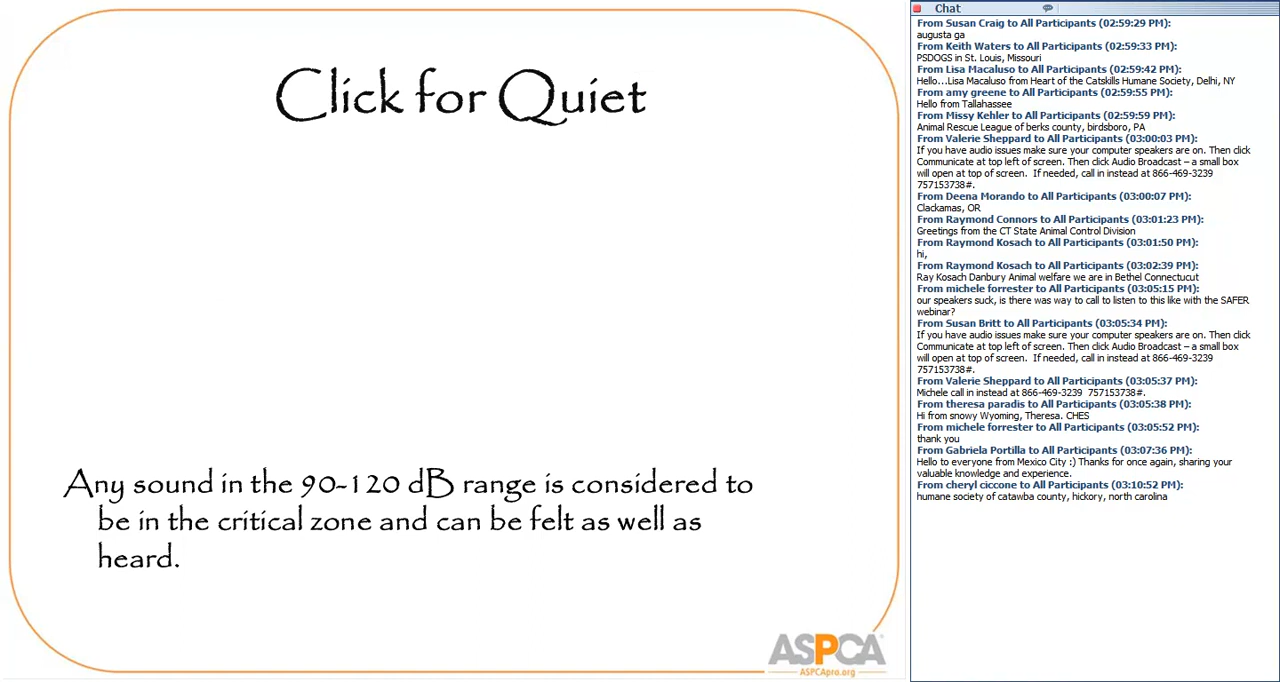 Click for Quiet
Any sound in the 90-120 dB range is considered to
be in the critical zone and can be felt as well as
heard.
ASPCA®
ASPCApro.org
Chat
From Susan Craig to All Participants (02:59:29 PM):
augusta ga
From Keith Waters to All Participants (02:59:33 PM):
PSDOGS in St. Louis, Missouri
From Lisa Macaluso to All Participants (02:59:42 PM):
Hello...Lisa Macaluso from Heart of the Catskills Humane Society, Delhi, NY
From amy greene to All Participants (02:59:55 PM):
Hello from Tallahassee
From Missy Kehler to All Participants (02:59:59 PM):
Animal Rescue League of berks county, birdsboro, PA
From Valerie Sheppard to All Participants (03:00:03 PM):
If you have audio issues make sure your computer speakers are on. Then click
Communicate at top left of screen. Then click Audio Broadcast – a small box
will open at top of screen.  If needed, call in instead at 866-469-3239
757153738#.
From Deena Morando to All Participants (03:00:07 PM):
Clackamas, OR
From Raymond Connors to All Participants (03:01:23 PM):
Greetings from the CT State Animal Control Division
From Raymond Kosach to All Participants (03:01:50 PM):
hi,
From Raymond Kosach to All Participants (03:02:39 PM):
Ray Kosach Danbury Animal welfare we are in Bethel Connectucut
From michele forrester to All Participants (03:05:15 PM):
our speakers suck, is there was way to call to listen to this like with the SAFER
webinar?
From Susan Britt to All Participants (03:05:34 PM):
If you have audio issues make sure your computer speakers are on. Then click
Communicate at top left of screen. Then click Audio Broadcast – a small box
will open at top of screen.  If needed, call in instead at 866-469-3239
757153738#.
From Valerie Sheppard to All Participants (03:05:37 PM):
Michele call in instead at 866-469-3239  757153738#.
From theresa paradis to All Participants (03:05:38 PM):
Hi from snowy Wyoming, Theresa. CHES
From michele forrester to All Participants (03:05:52 PM):
thank you
From Gabriela Portilla to All Participants (03:07:36 PM):
Hello to everyone from Mexico City :) Thanks for once again, sharing your
valuable knowledge and experience.
From cheryl ciccone to All Participants (03:10:52 PM):
humane society of catawba county, hickory, north carolina